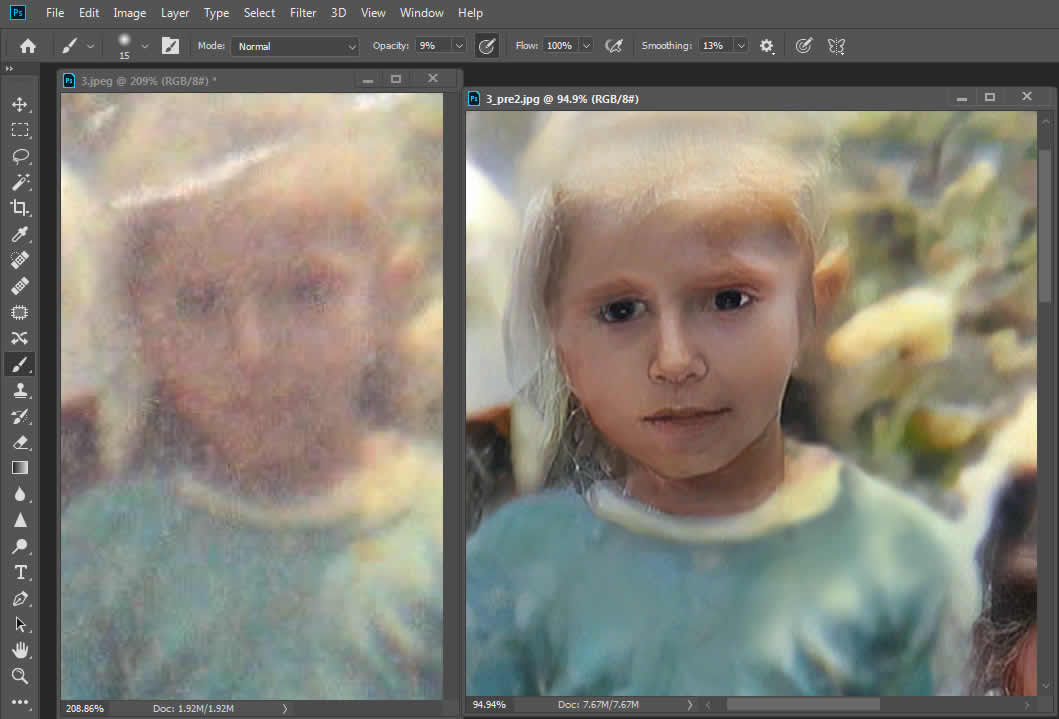 Ps File Edit Image Layer Type Select Filter 3D View Window Help
15 Mode: Normal Opacity: 9% Flow: 100% Smoothing: 13%
Ps 3.jpeg @ 209% (RGB/8#) *
Ps 3_pre2.jpg @ 94.9% (RGB/8#)
T
208.86% Doc: 1.92M/1.92M
94.94% Doc: 7.67M/7.67M